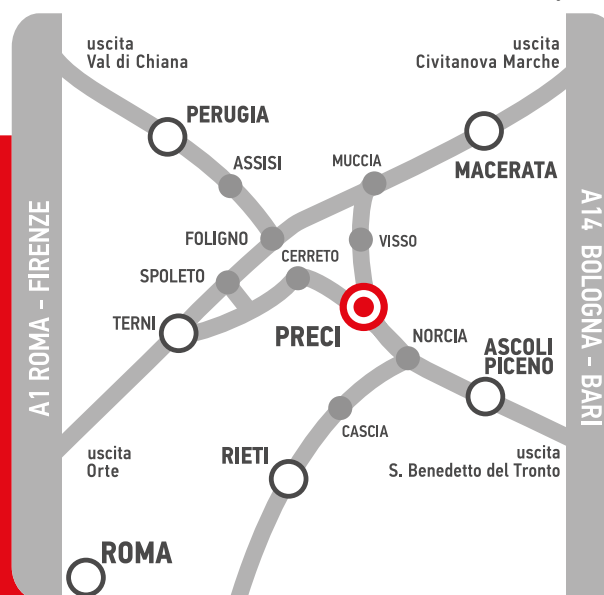 uscita
Val di Chiana
uscita
Civitanova Marche
PERUGIA
MACERATA
ASSISI
MUCCIA
A1 ROMA - FIRENZE
A14 BOLOGNA - BARI
FOLIGNO
VISSO
CERRETO
SPOLETO
TERNI
PRECI
NORCIA
ASCOLI
PICENO
CASCIA
uscita
Orte
RIETI
uscita
S. Benedetto del Tronto
ROMA